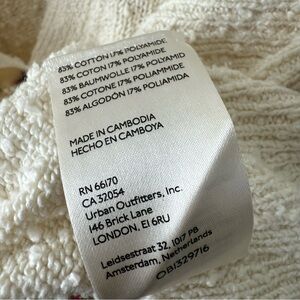 83% COTTON 17% POLYAMIDE
83% COTON 17% POLYAMIDE
83% BAUMWOLLE 17% POLYAMID
83% COTONE 17% POLIAMMIDE
83% ALGODÓN 17% POLIAMIDA
MADE IN CAMBODIA
HECHO EN CAMBOYA
RN 66170
CA 32054
Urban Outfitters, Inc.
146 Brick Lane
LONDON, E1 6RU
Leidsestraat 32, 1017 PB
Amsterdam, Netherlands
OB1329716